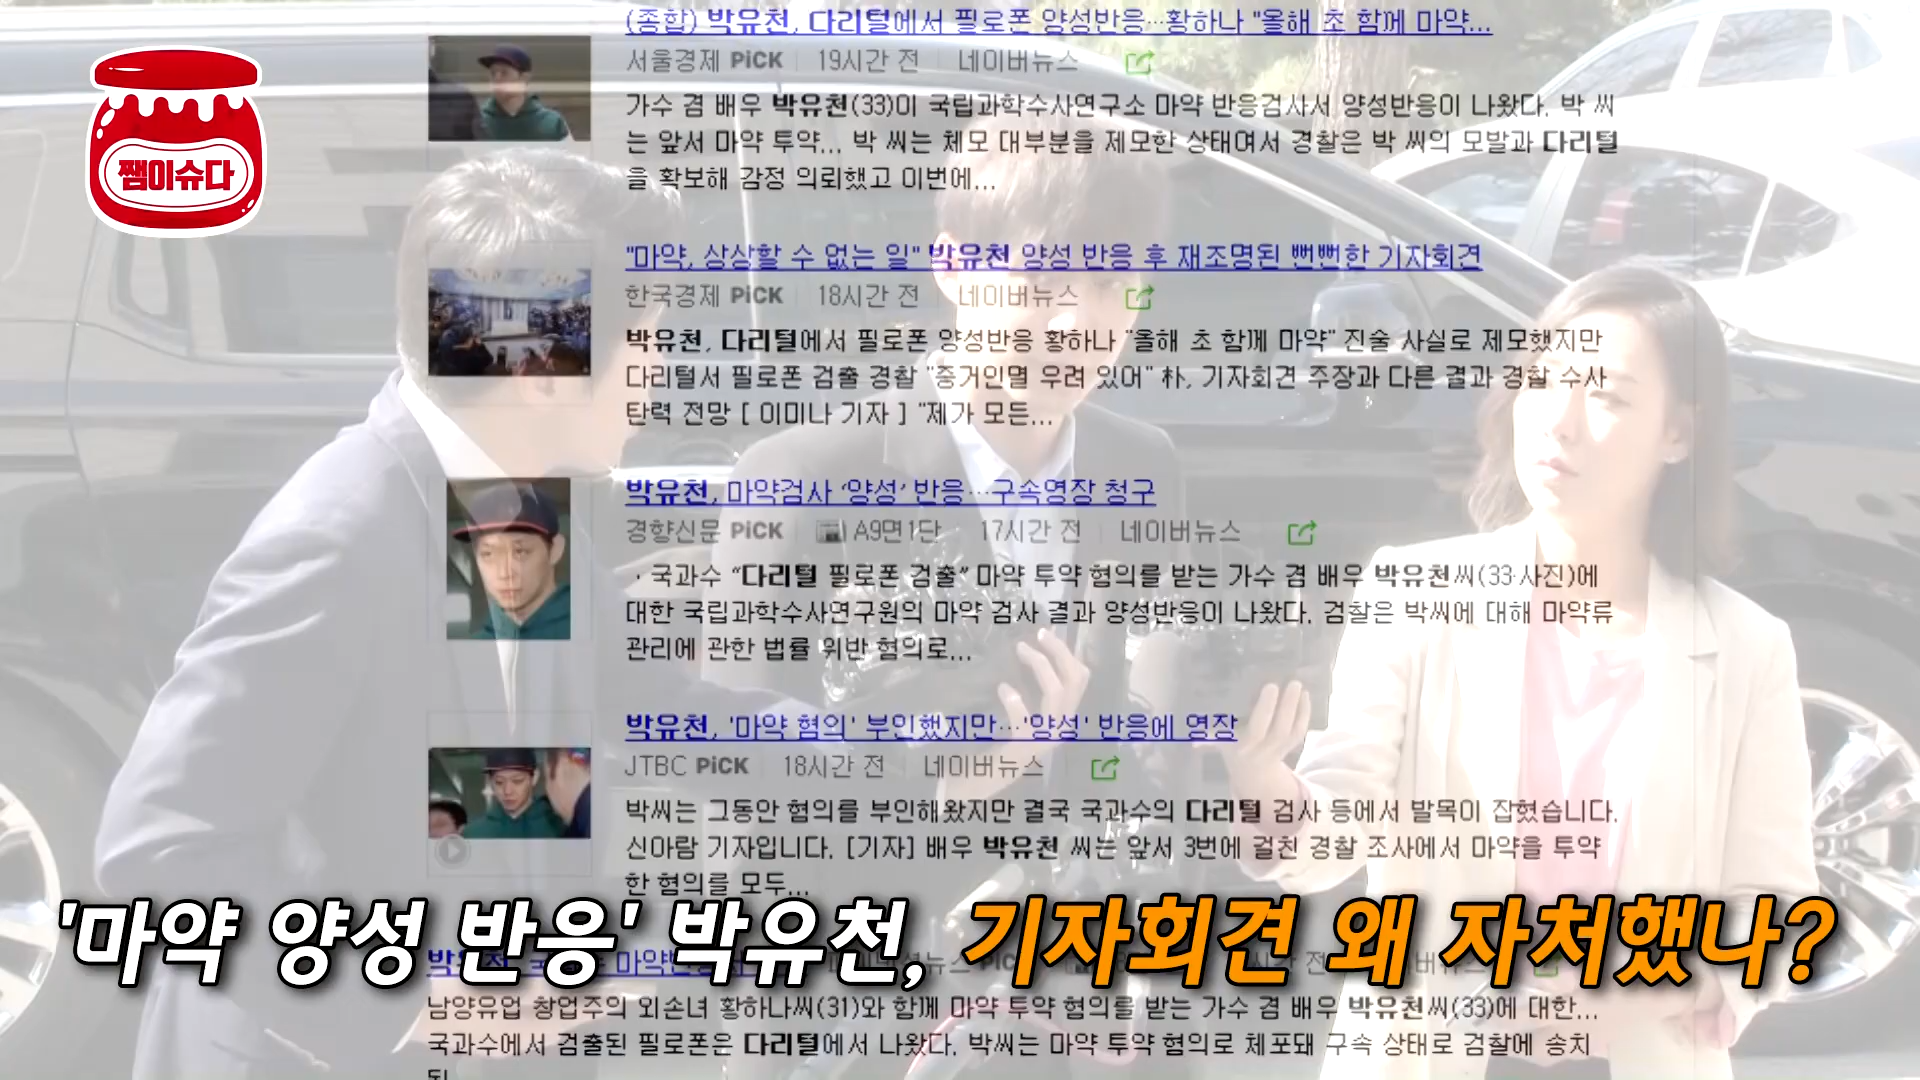 쨈이슈다
(종합) 박유천, 다리털에서 필로폰 양성반응…황하나 "올해 초 함께 마약...
서울경제 PiCK 19시간 전 네이버뉴스
가수 겸 배우 박유천(33)이 국립과학수사연구소 마약 반응검사서 양성반응이 나왔다. 박 씨
는 앞서 마약 투약... 박 씨는 체모 대부분을 제모한 상태여서 경찰은 박 씨의 모발과 다리털
을 확보해 감정 의뢰했고 이번에...
"마약, 상상할 수 없는 일" 박유천 양성 반응 후 재조명된 뻔뻔한 기자회견
한국경제 PiCK 18시간 전 네이버뉴스
박유천, 다리털에서 필로폰 양성반응 황하나 "올해 초 함께 마약" 진술 사실로 제모했지만
다리털서 필로폰 검출 경찰 "증거인멸 우려 있어" 朴, 기자회견 주장과 다른 결과 경찰 수사
탄력 전망 [ 이미나 기자 ] "제가 모든...
박유천, 마약검사 ‘양성’ 반응…구속영장 청구
경향신문 PiCK A9면 1단 17시간 전 네이버뉴스
· 국과수 “다리털 필로폰 검출” 마약 투약 혐의를 받는 가수 겸 배우 박유천씨(33·사진)에
대한 국립과학수사연구원의 마약 검사 결과 양성반응이 나왔다. 검찰은 박씨에 대해 마약류
관리에 관한 법률 위반 혐의로...
박유천, '마약 혐의' 부인했지만…'양성' 반응에 영장
JTBC PiCK 18시간 전 네이버뉴스
박씨는 그동안 혐의를 부인해왔지만 결국 국과수의 다리털 검사 등에서 발목이 잡혔습니다.
신아람 기자입니다. [기자] 배우 박유천 씨는 앞서 3번에 걸친 경찰 조사에서 마약을 투약
한 혐의를 모두...
'마약 양성 반응' 박유천, 기자회견 왜 자처했나?
남양유업 창업주의 외손녀 황하나씨(31)와 함께 마약 투약 혐의를 받는 가수 겸 배우 박유천씨(33)에 대한...
국과수에서 검출된 필로폰은 다리털에서 나왔다. 박씨는 마약 투약 혐의로 체포돼 구속 상태로 검찰에 송치